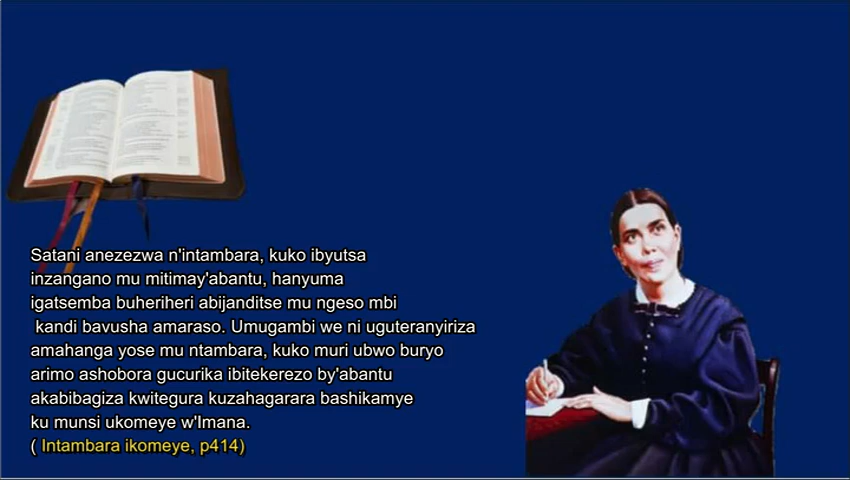 Satani anezezwa n'intambara, kuko ibyutsa
inzangano mu mitimay'abantu, hanyuma
igatsemba buheriheri abijanditse mu ngeso mbi
kandi bavusha amaraso. Umugambi we ni uguteranyiriza
amahanga yose mu ntambara, kuko muri ubwo buryo
arimo ashobora gucurika ibitekerezo by'abantu
akabibagiza kwitegura kuzahagarara bashikamye
ku munsi ukomeye w'Imana.
( Intambara ikomeye, p414)